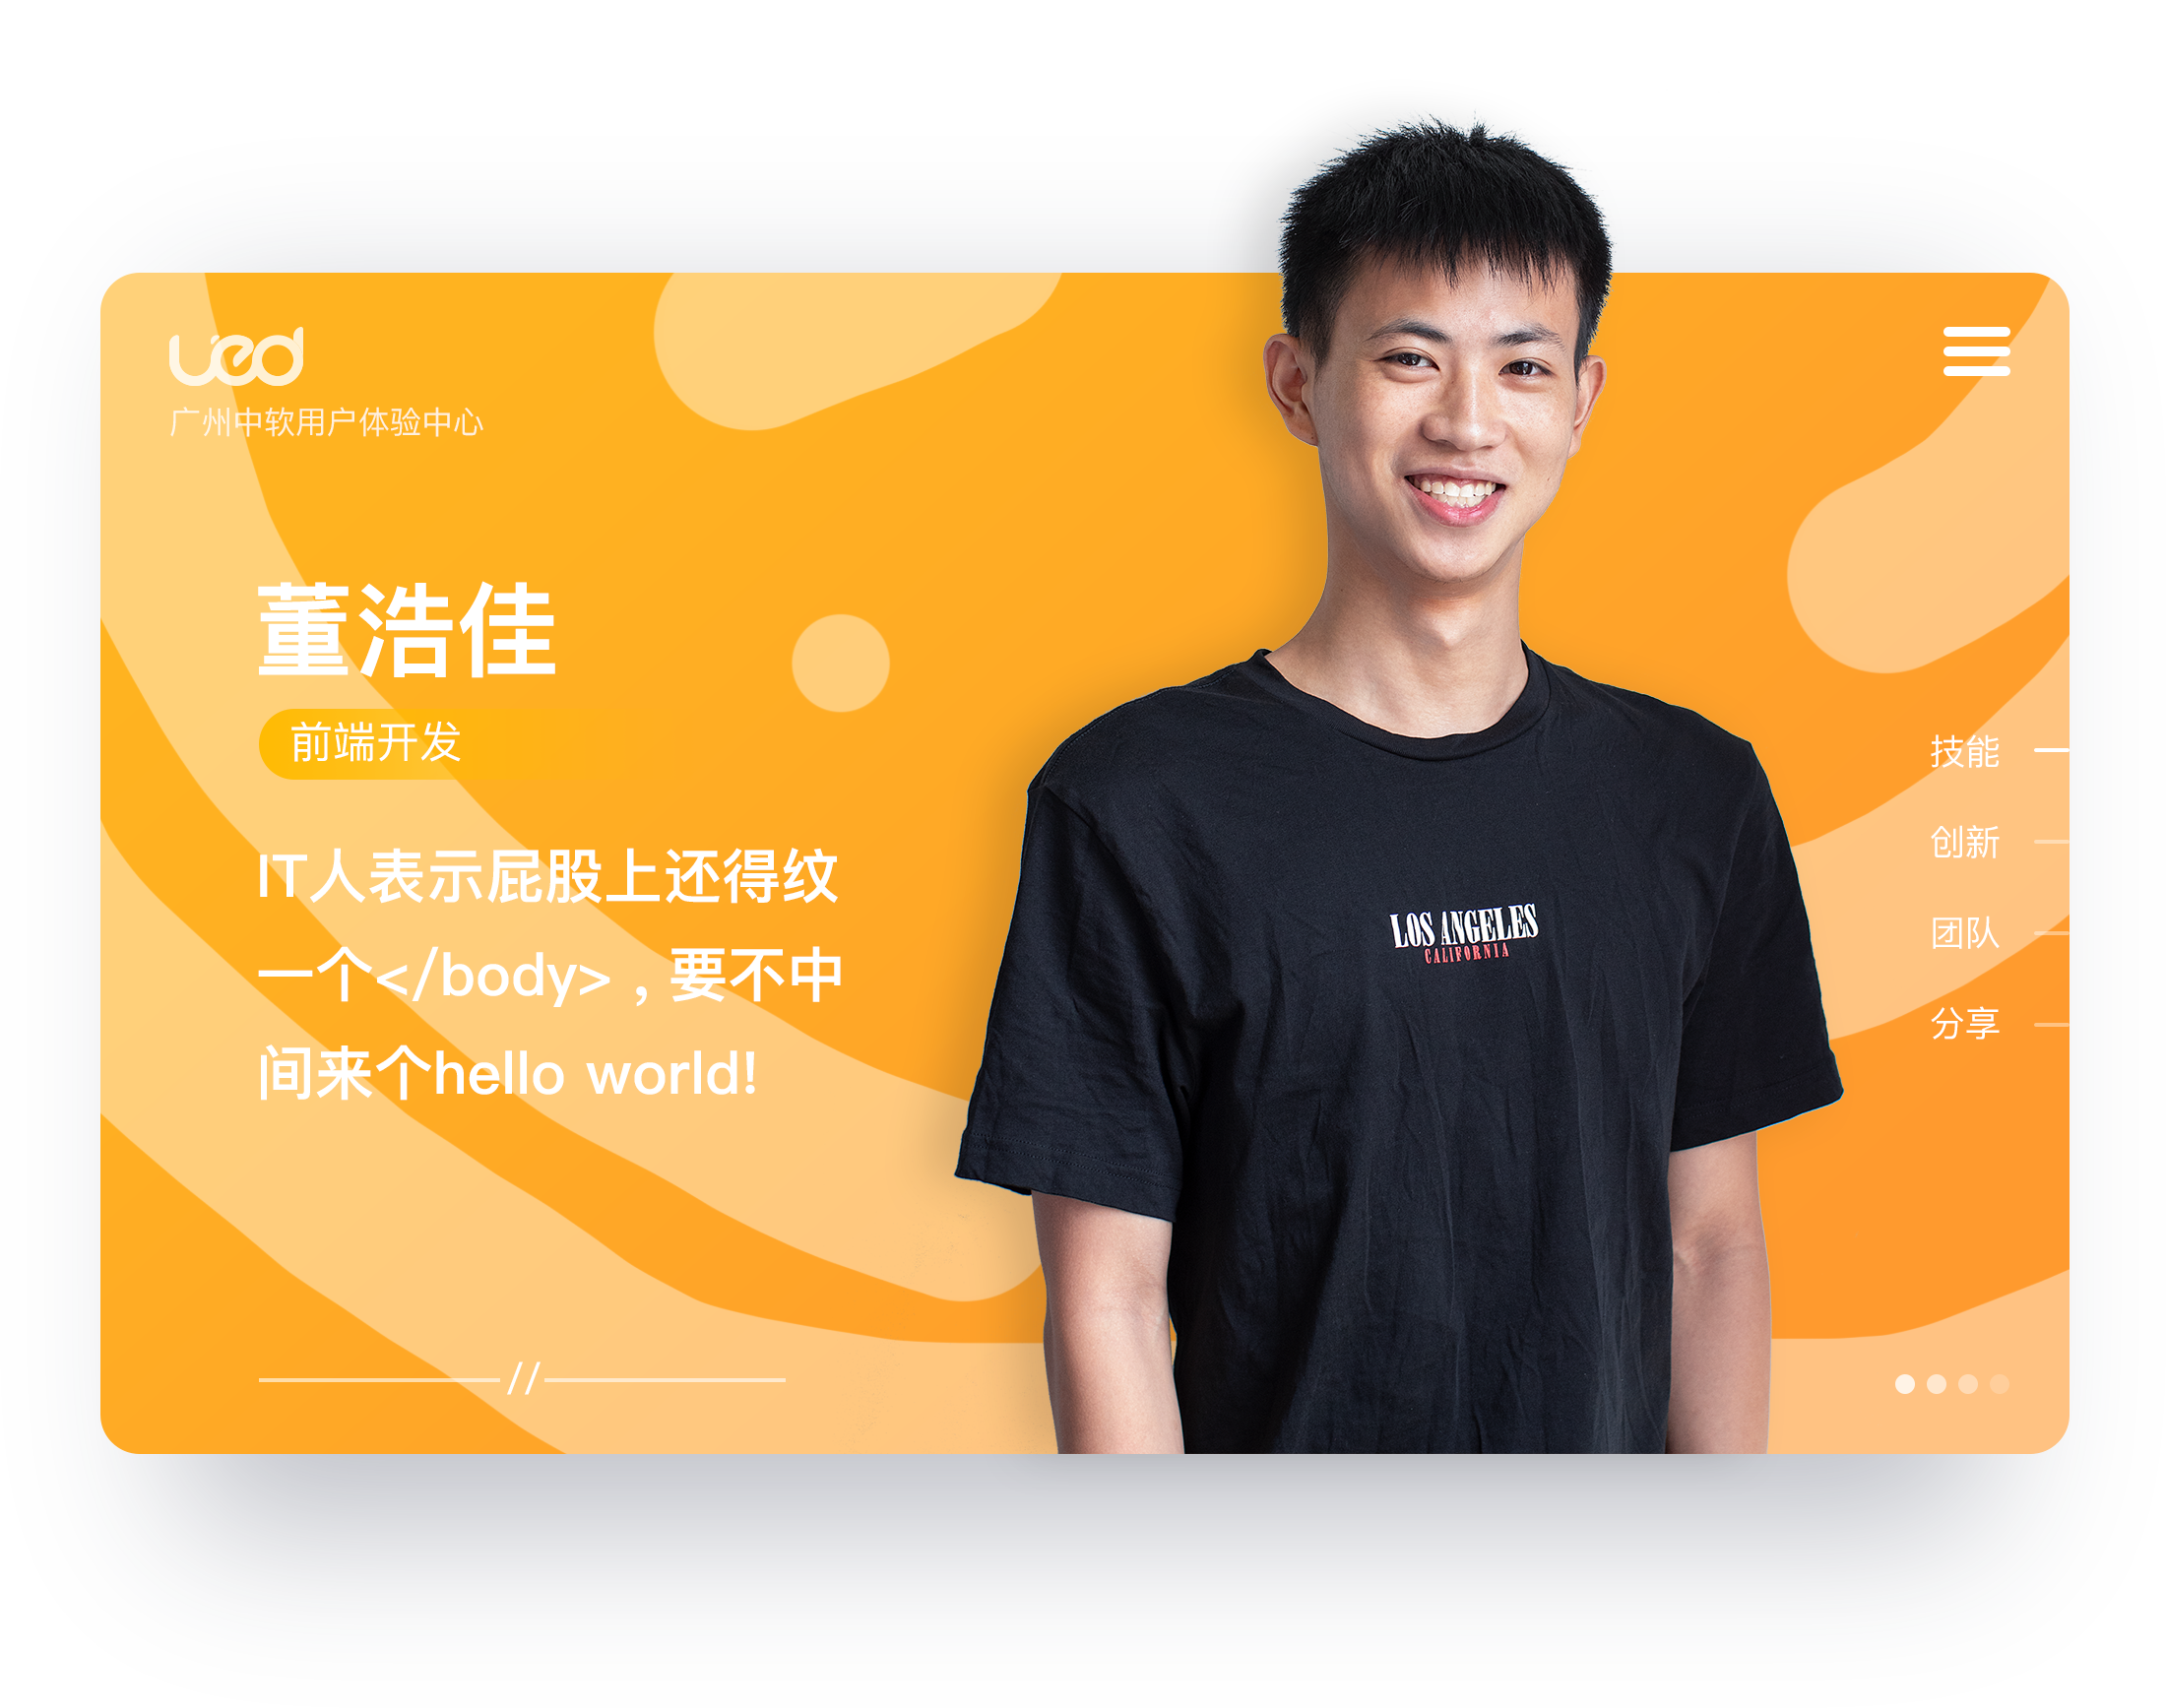 ued
广州中软用户体验中心
董浩佳
前端开发
IT人表示屁股上还得纹
一个</body>，要不中
间来个hello world!
//
LOS ANGELES
CALIFORNIA
技能
创新
团队
分享